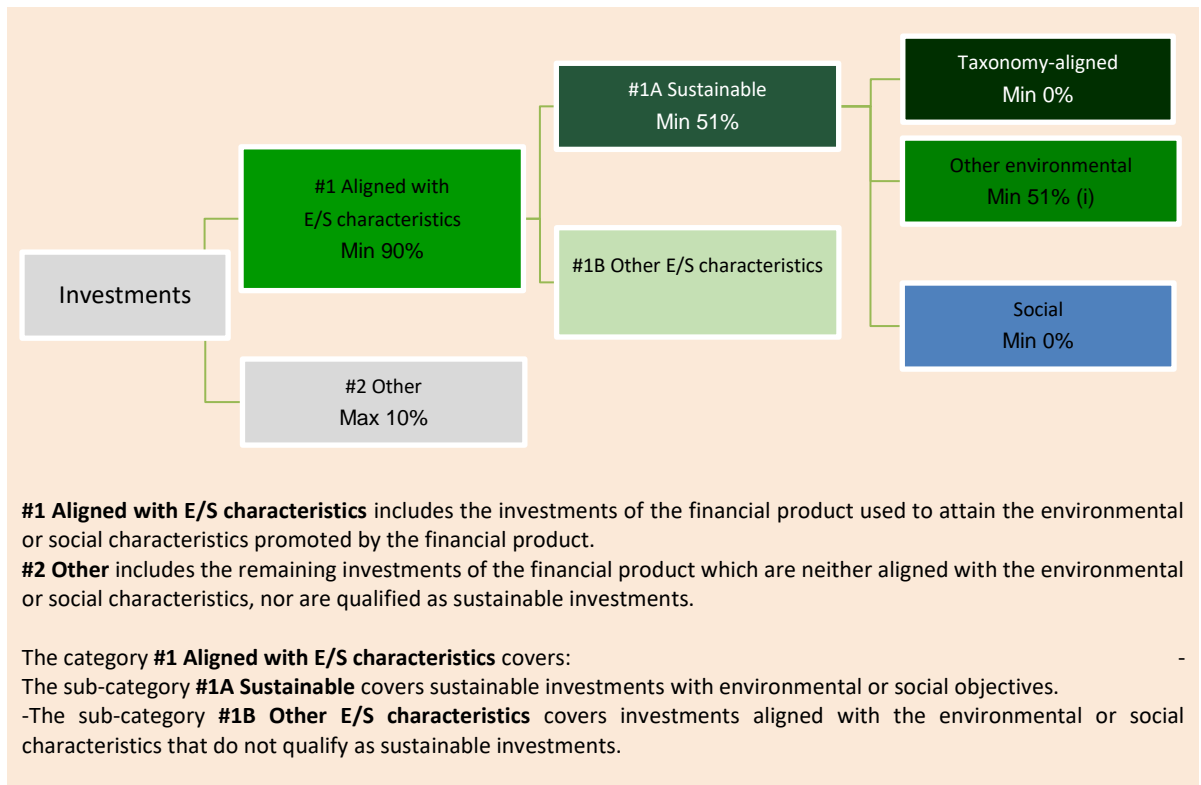 Investments
#1 Aligned with
E/S characteristics
Min 90%
#2 Other
Max 10%
#1A Sustainable
Min 51%
#1B Other E/S characteristics
Taxonomy-aligned
Min 0%
Other environmental
Min 51% (i)
Social
Min 0%
#1 Aligned with E/S characteristics includes the investments of the financial product used to attain the environmental
or social characteristics promoted by the financial product.
#2 Other includes the remaining investments of the financial product which are neither aligned with the environmental
or social characteristics, nor are qualified as sustainable investments.
The category #1 Aligned with E/S characteristics covers: -
The sub-category #1A Sustainable covers sustainable investments with environmental or social objectives.
-The sub-category #1B Other E/S characteristics covers investments aligned with the environmental or social
characteristics that do not qualify as sustainable investments.